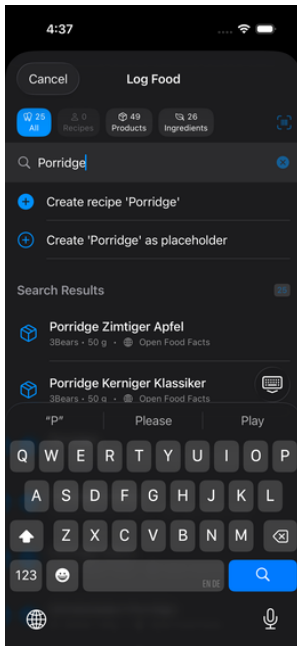 4:37
Cancel
Log Food
25
All
0
Recipes
49
Products
26
Ingredients
Porridge
Create recipe 'Porridge'
Create 'Porridge' as placeholder
Search Results
25
Porridge Zimtiger Apfel
3Bears • 50 g • Open Food Facts
Porridge Kerniger Klassiker
3Bears • 50 g • Open Food Facts
"P" Please Play
Q W E R T Y U I O P
A S D F G H J K L
Z X C V B N M
123
EN DE